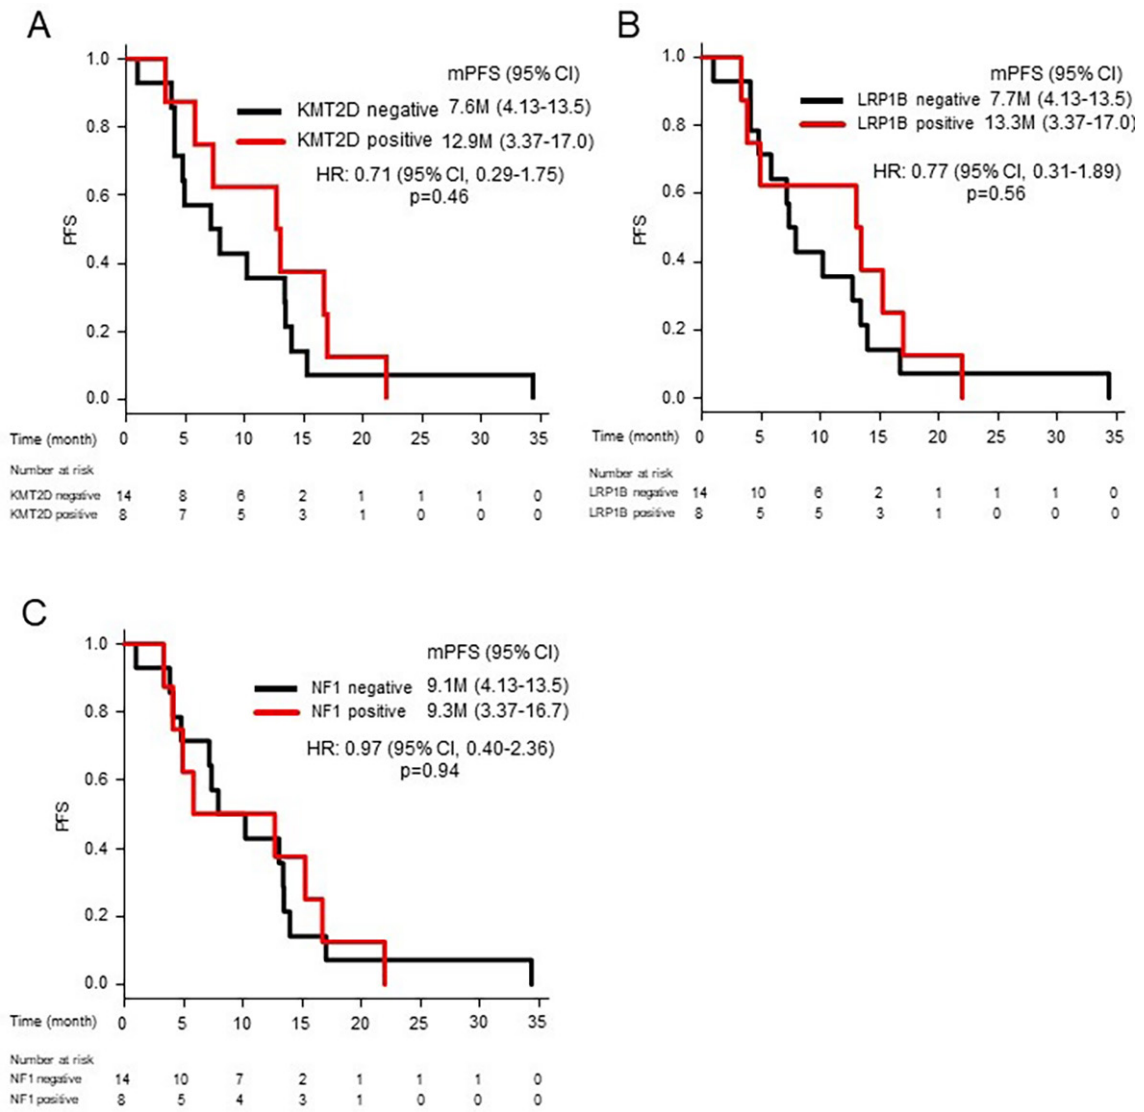 A
mPFS (95% CI)
KMT2D negative 7.6M (4.13-13.5)
KMT2D positive 12.9M (3.37-17.0)
HR: 0.71 (95% CI, 0.29-1.75)
p=0.46
PFS
1.0
0.8
0.6
0.4
0.2
0.0
0 5 10 15 20 25 30 35
Time (month)
Number at risk
KMT2D negative 14 8 6 2 1 1 1 0
KMT2D positive 8 7 5 3 1 0 0 0
B
mPFS (95% CI)
LRP1B negative 7.7M (4.13-13.5)
LRP1B positive 13.3M (3.37-17.0)
HR: 0.77 (95% CI, 0.31-1.89)
p=0.56
PFS
1.0
0.8
0.6
0.4
0.2
0.0
0 5 10 15 20 25 30 35
Time (month)
Number at risk
LRP1B negative 14 10 6 2 1 1 1 0
LRP1B positive 8 5 5 3 1 0 0 0
C
mPFS (95% CI)
NF1 negative 9.1M (4.13-13.5)
NF1 positive 9.3M (3.37-16.7)
HR: 0.97 (95% CI, 0.40-2.36)
p=0.94
PFS
1.0
0.8
0.6
0.4
0.2
0.0
0 5 10 15 20 25 30 35
Time (month)
Number at risk
NF1 negative 14 10 7 2 1 1 1 0
NF1 positive 8 5 4 3 1 0 0 0